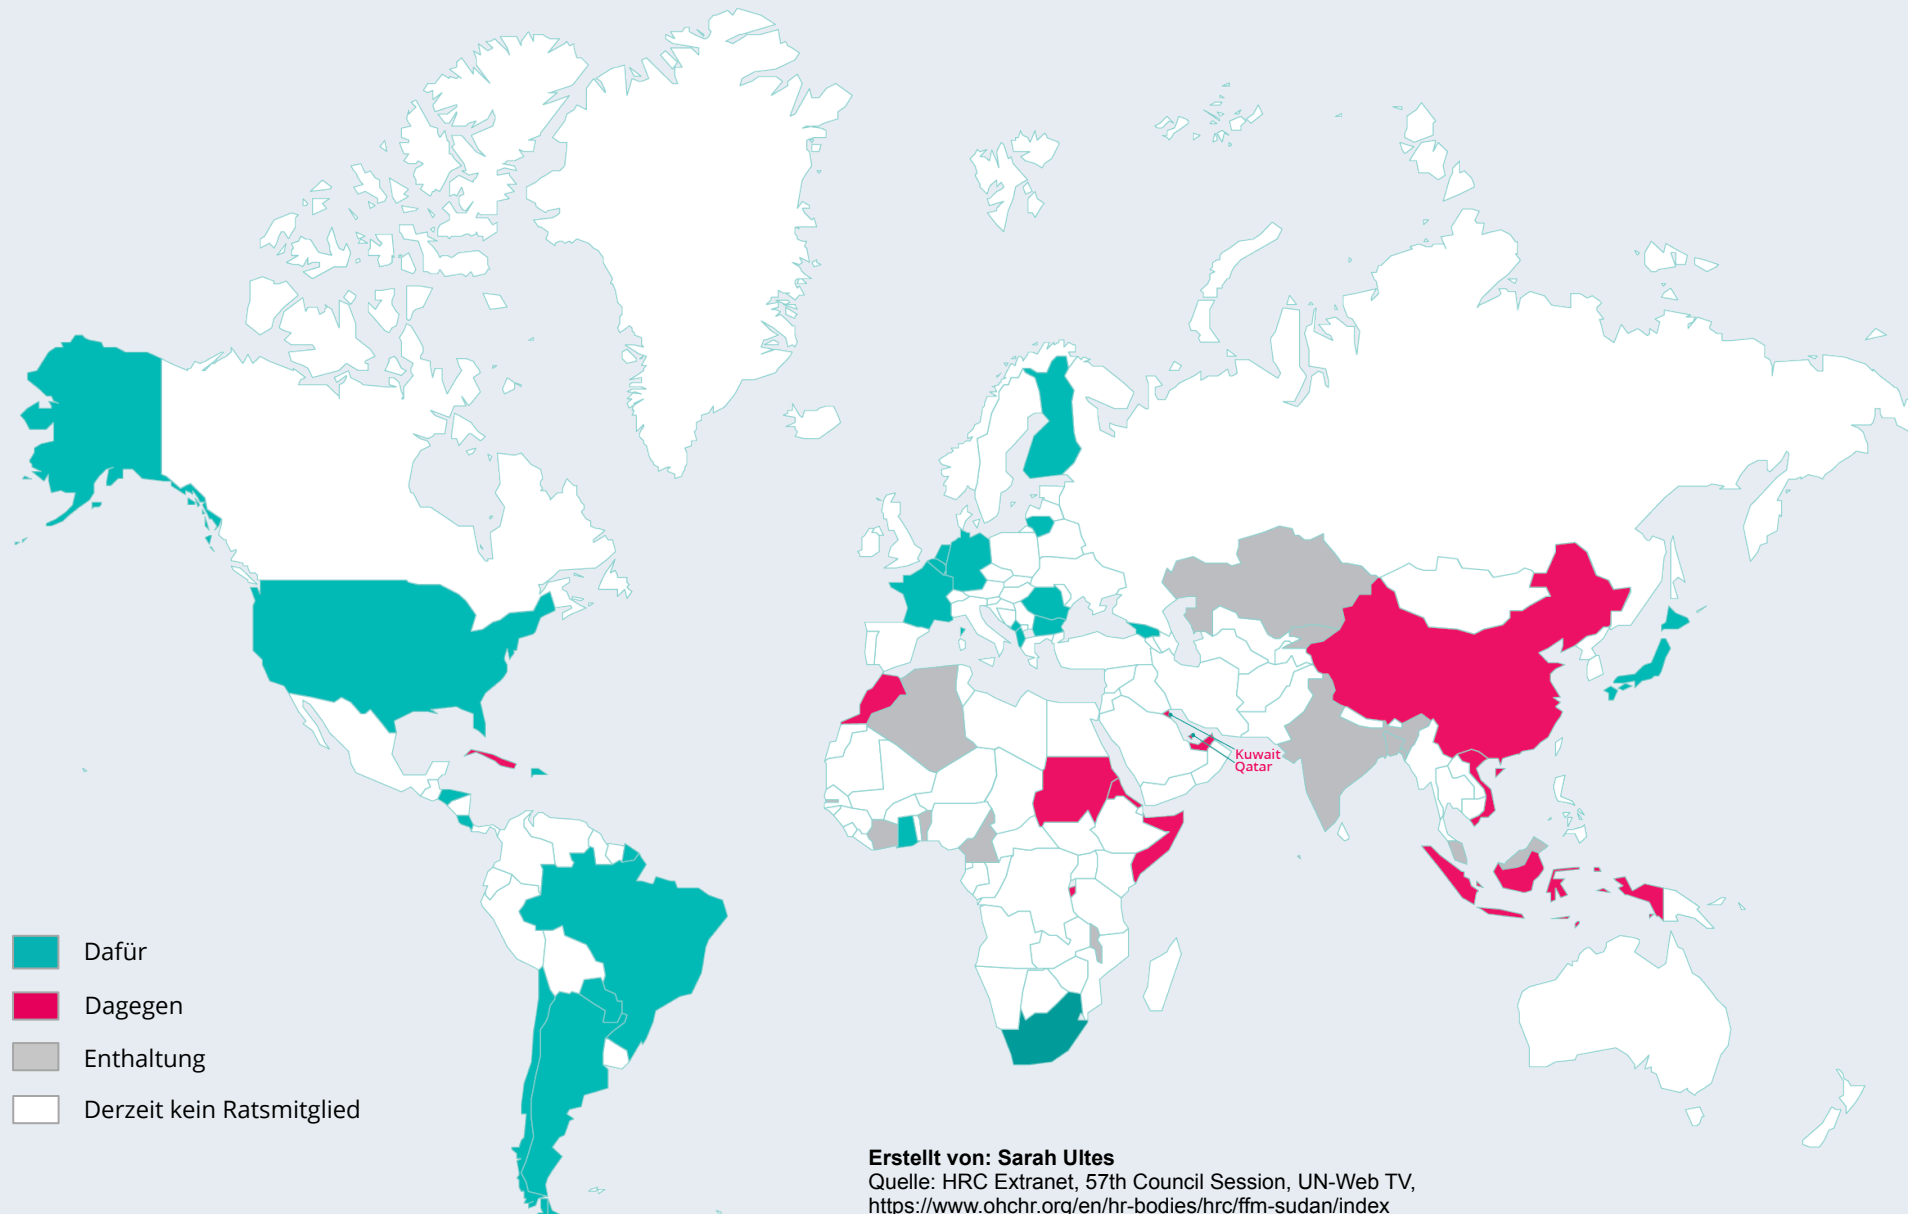 Kuwait
Qatar
Dafür
Dagegen
Enthaltung
Derzeit kein Ratsmitglied
Erstellt von: Sarah Ultes
Quelle: HRC Extranet, 57th Council Session, UN-Web TV,
https://www.ohchr.org/en/hr-bodies/hrc/ffm-sudan/index